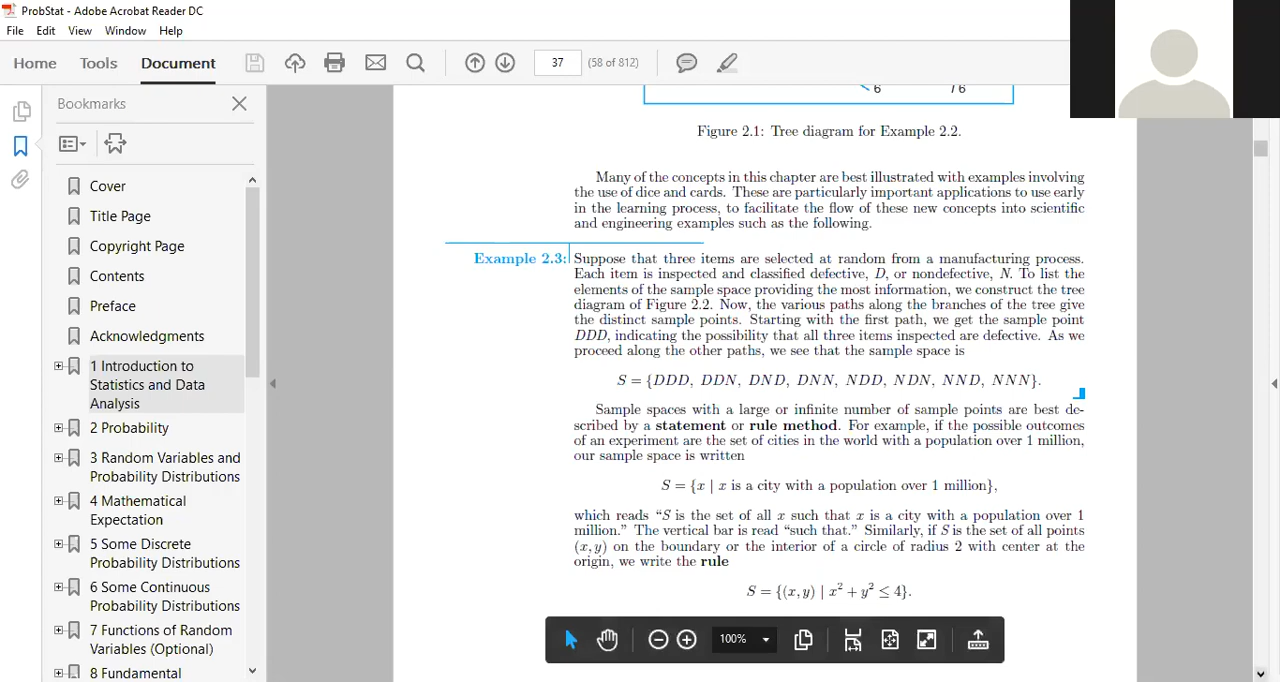 ProbStat - Adobe Acrobat Reader DC
File Edit View Window Help
Home Tools Document 37 (58 of 812)
Bookmarks
Cover
Title Page
Copyright Page
Contents
Preface
Acknowledgments
1 Introduction to
Statistics and Data
Analysis
2 Probability
3 Random Variables and
Probability Distributions
4 Mathematical
Expectation
5 Some Discrete
Probability Distributions
6 Some Continuous
Probability Distributions
7 Functions of Random
Variables (Optional)
8 Fundamental
6 T6
Figure 2.1: Tree diagram for Example 2.2.
Many of the concepts in this chapter are best illustrated with examples involving
the use of dice and cards. These are particularly important applications to use early
in the learning process, to facilitate the flow of these new concepts into scientific
and engineering examples such as the following.
Example 2.3: Suppose that three items are selected at random from a manufacturing process.
Each item is inspected and classified defective, D, or nondefective, N. To list the
elements of the sample space providing the most information, we construct the tree
diagram of Figure 2.2. Now, the various paths along the branches of the tree give
the distinct sample points. Starting with the first path, we get the sample point
DDD, indicating the possibility that all three items inspected are defective. As we
proceed along the other paths, we see that the sample space is
S = {DDD, DDN, DND, DNN, NDD, NDN, NND, NNN}.
Sample spaces with a large or infinite number of sample points are best de-
scribed by a statement or rule method. For example, if the possible outcomes
of an experiment are the set of cities in the world with a population over 1 million,
our sample space is written
S = {x | x is a city with a population over 1 million},
which reads “S is the set of all x such that x is a city with a population over 1
million.” The vertical bar is read “such that.” Similarly, if S is the set of all points
(x, y) on the boundary or the interior of a circle of radius 2 with center at the
origin, we write the rule
S = {(x, y) | x² + y² ≤ 4}.
100%